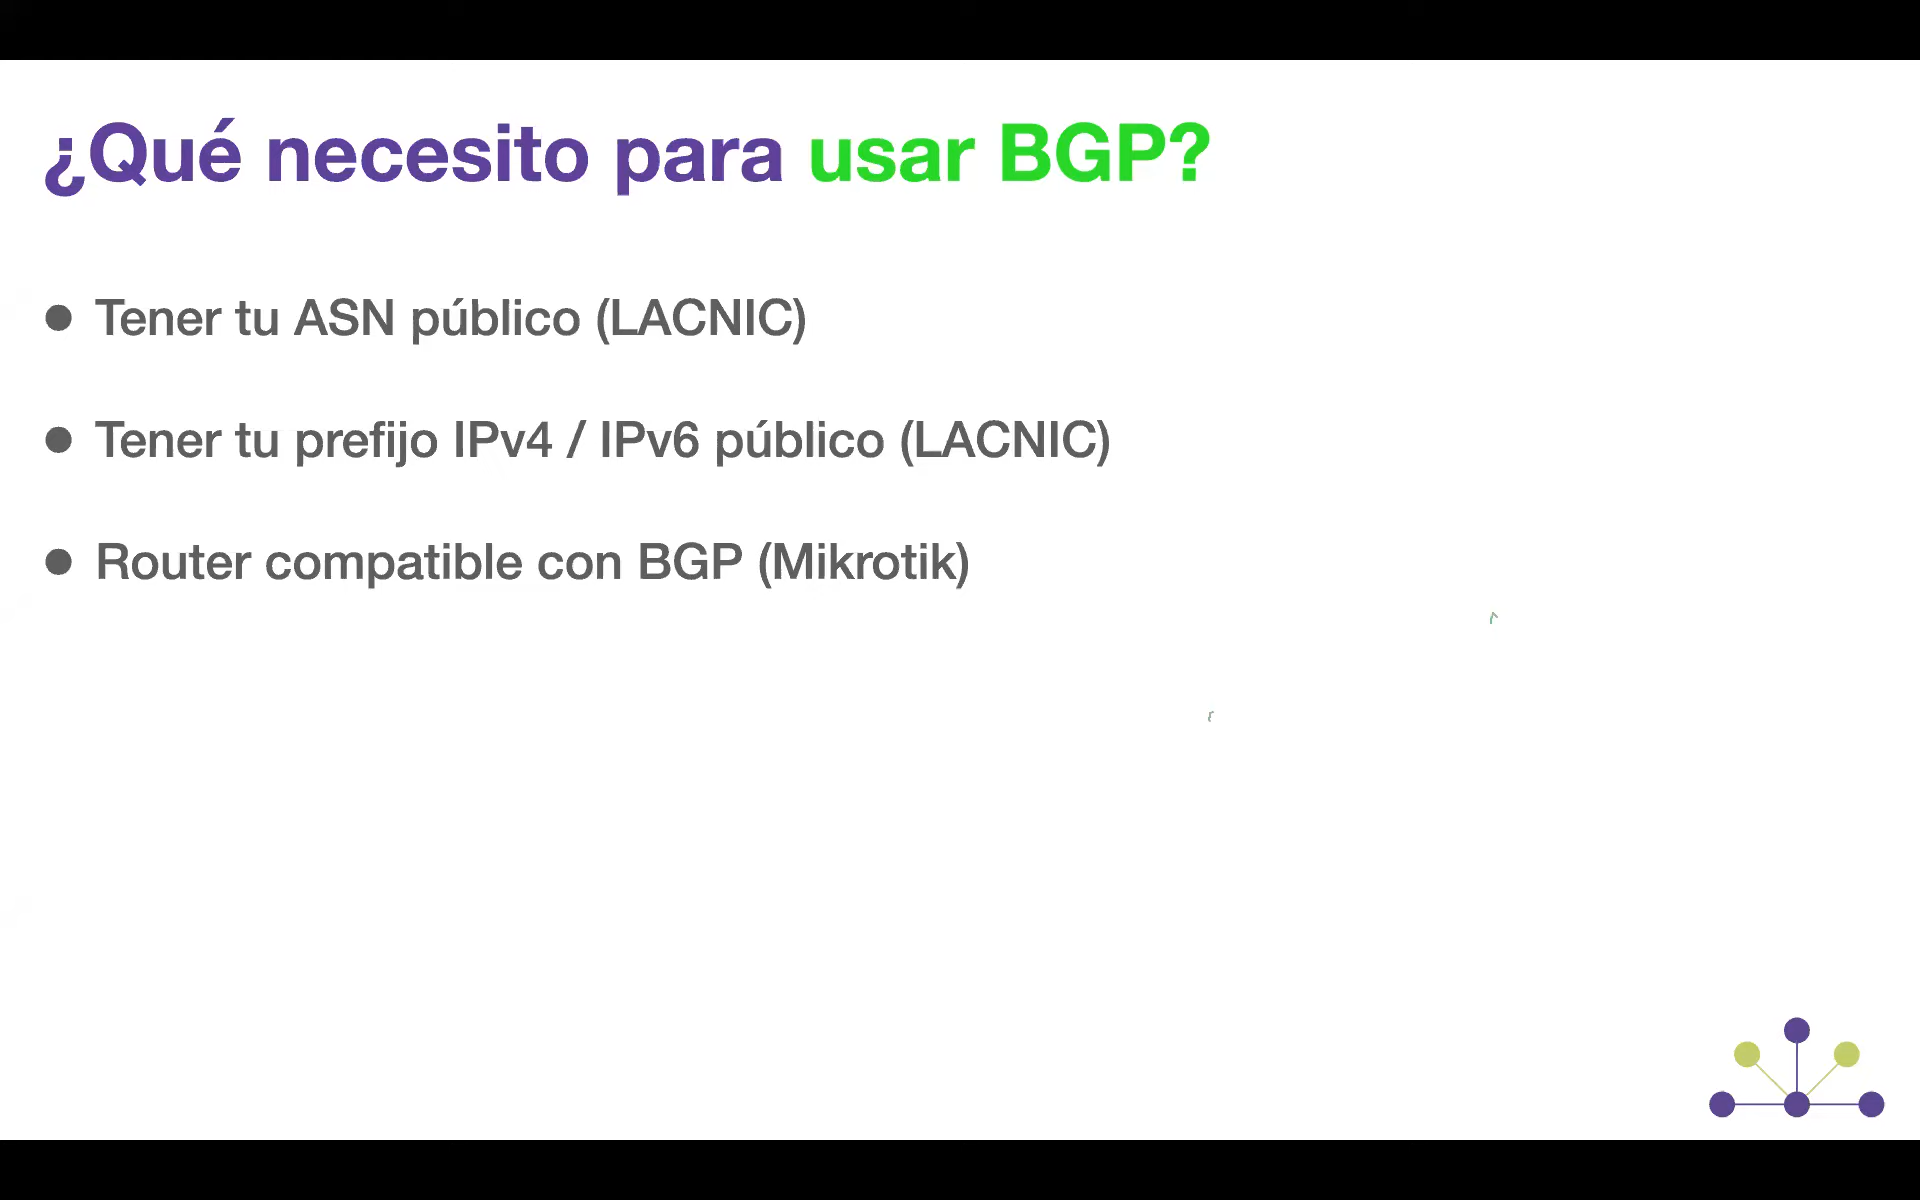 ¿Qué necesito para usar BGP?
● Tener tu ASN público (LACNIC)
● Tener tu prefijo IPv4 / IPv6 público (LACNIC)
● Router compatible con BGP (Mikrotik)